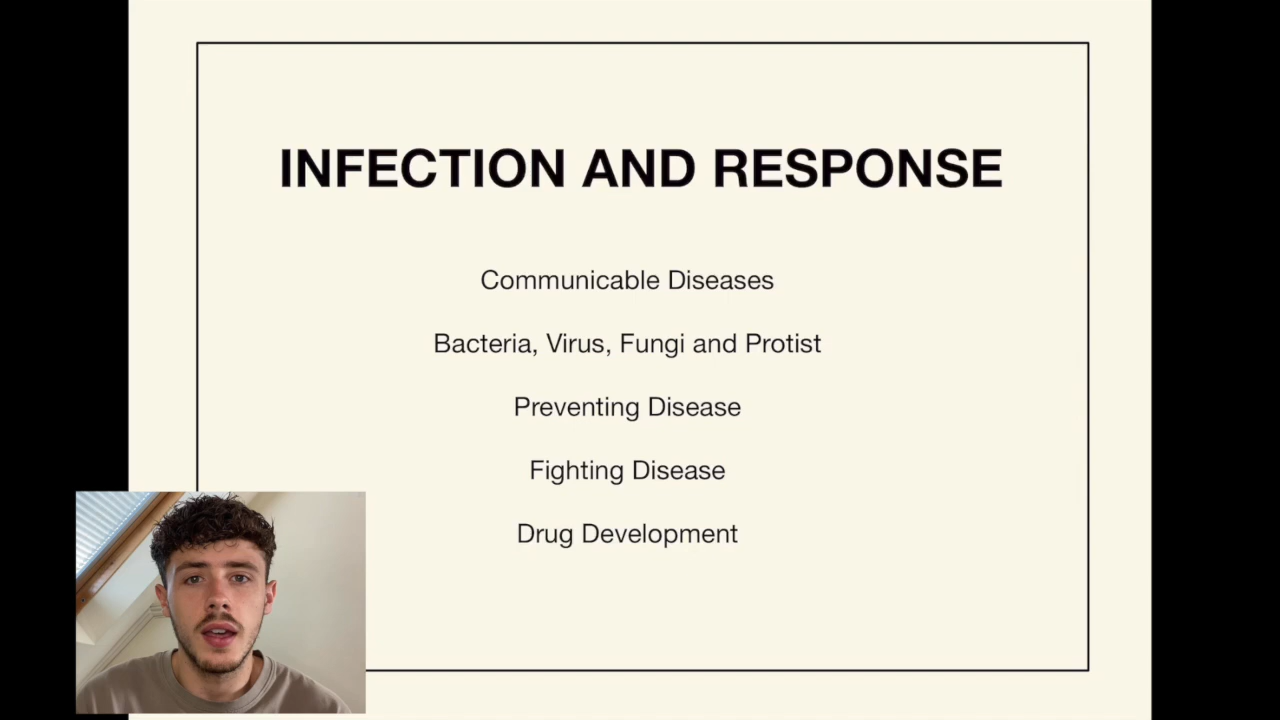 INFECTION AND RESPONSE
Communicable Diseases
Bacteria, Virus, Fungi and Protist
Preventing Disease
Fighting Disease
Drug Development